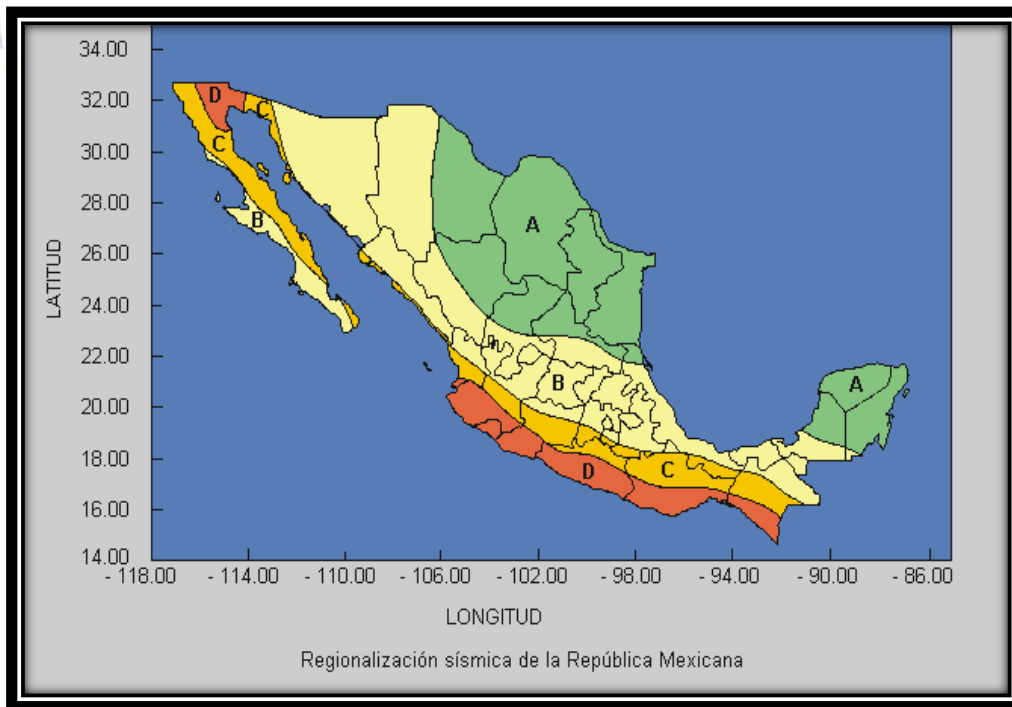 34.00
32.00
30.00
28.00
26.00
24.00
22.00
20.00
18.00
16.00
14.00
LATITUD
D
C
C
B
A
B
A
C
D
- 118.00 - 114.00 - 110.00 - 106.00 - 102.00 - 98.00 - 94.00 - 90.00 - 86.00
LONGITUD
Regionalización sísmica de la República Mexicana